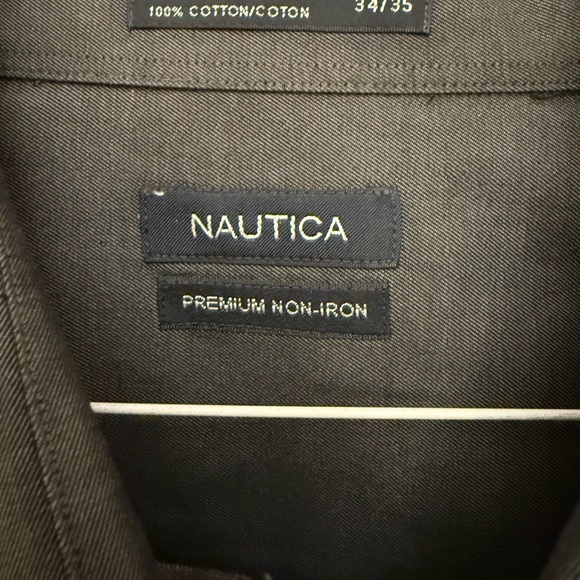 100% COTTON/COTON 34/35
NAUTICA
PREMIUM NON-IRON